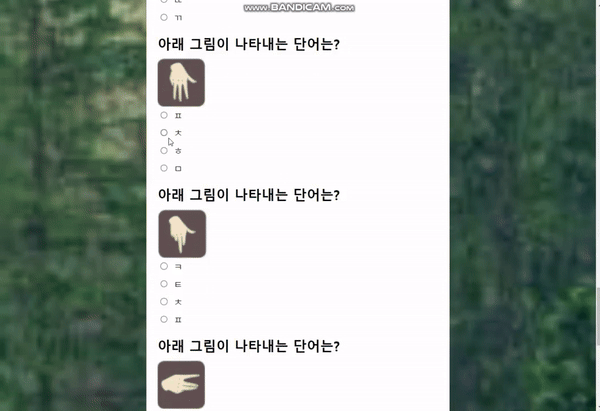 WWW.BANDICAM.COM
ㄲ
아래 그림이 나타내는 단어는?
ㅍ
ㅊ
ㅎ
ㅁ
아래 그림이 나타내는 단어는?
ㅋ
ㅌ
ㅊ
ㅍ
아래 그림이 나타내는 단어는?